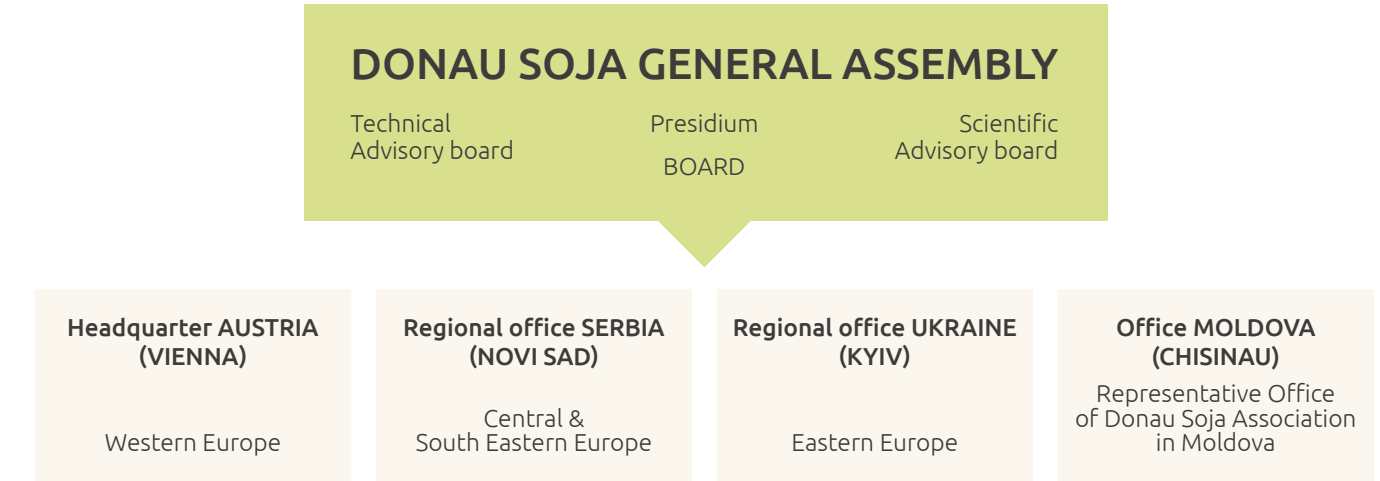 DONAU SOJA GENERAL ASSEMBLY
Technical
Advisory board
Presidium
BOARD
Scientific
Advisory board
Headquarter AUSTRIA
(VIENNA)
Western Europe
Regional office SERBIA
(NOVI SAD)
Central &
South Eastern Europe
Regional office UKRAINE
(KYIV)
Eastern Europe
Office MOLDOVA
(CHISINAU)
Representative Office
of Donau Soja Association
in Moldova